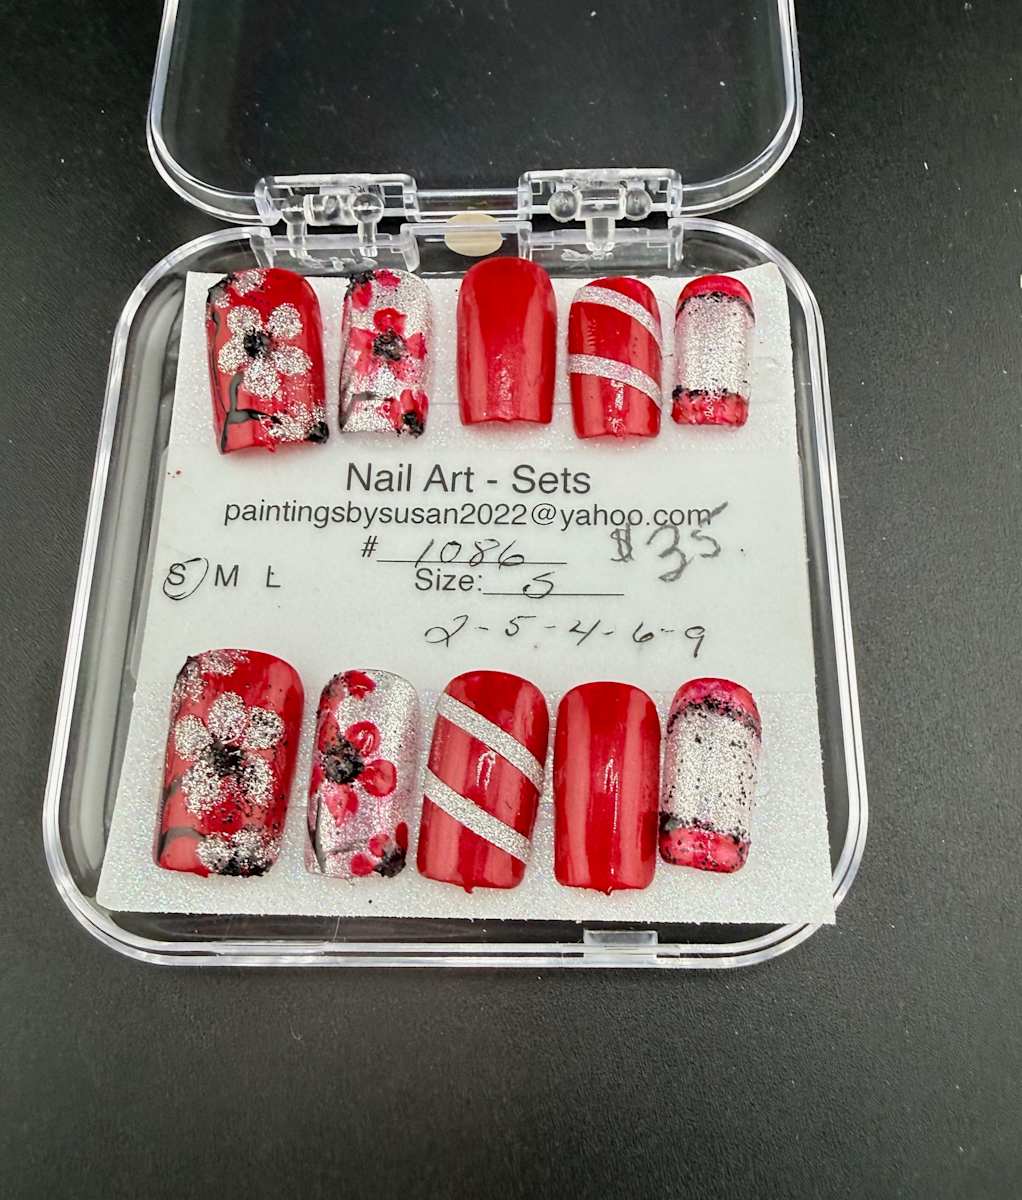 Nail Art - Sets
paintingsbysusan2022@yahoo.com
# 1086 $35
S M L Size: S
2-5-4-6-9